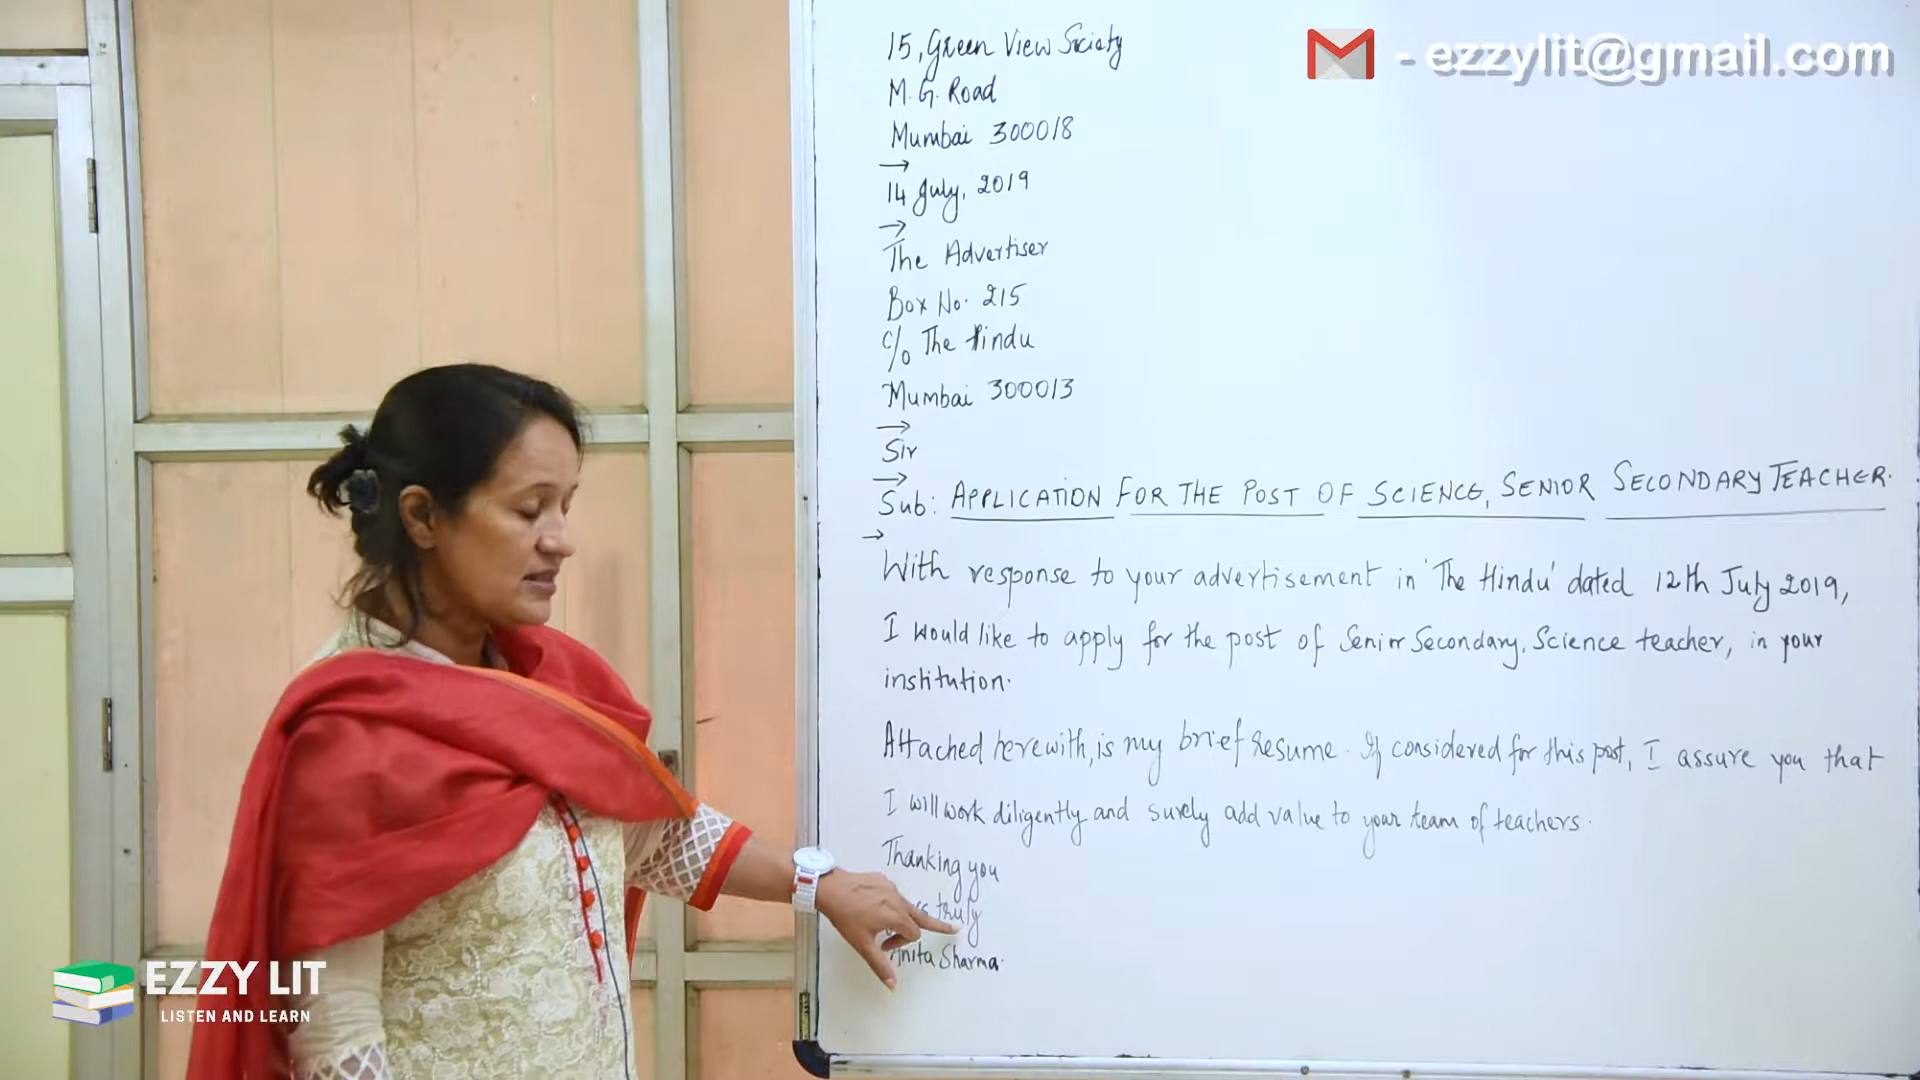 15, Green View Society
M.G. Road
Mumbai 300018
14 July, 2019
The Advertiser
Box No. 215
c/o The Hindu
Mumbai 300013
Sir
Sub: APPLICATION FOR THE POST OF SCIENCE, SENIOR SECONDARY TEACHER.
With response to your advertisement in 'The Hindu' dated 12th July 2019,
I would like to apply for the post of Senior Secondary, Science teacher, in your
institution.
Attached herewith, is my brief resume. If considered for this post, I assure you that
I will work diligently and surely add value to your team of teachers.
Thanking you
truly
Anita Sharma.
- ezzylit@gmail.com
EZZY LIT
LISTEN AND LEARN